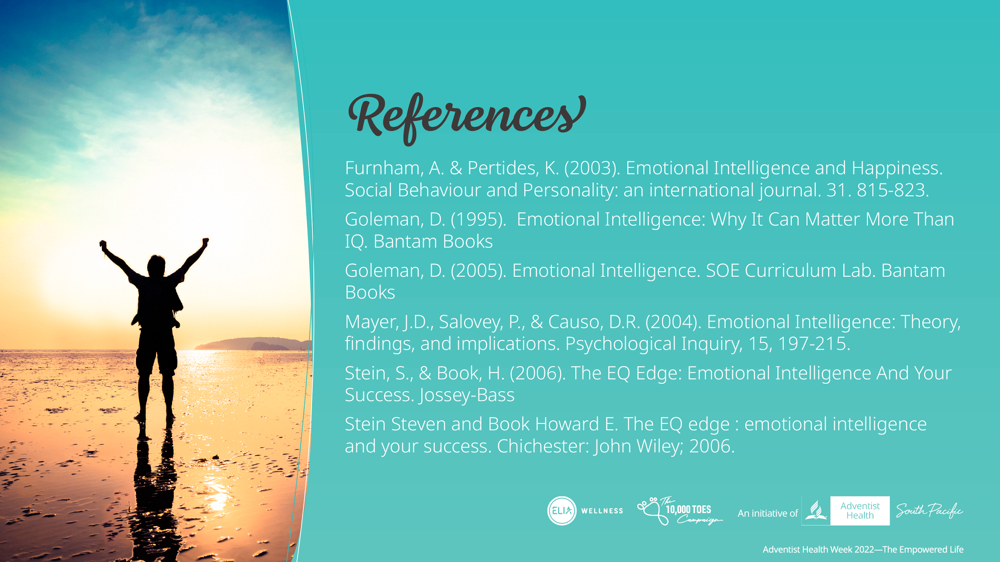 References
Furnham, A. & Pertides, K. (2003). Emotional Intelligence and Happiness.
Social Behaviour and Personality: an international journal. 31. 815-823.
Goleman, D. (1995).  Emotional Intelligence: Why It Can Matter More Than
IQ. Bantam Books
Goleman, D. (2005). Emotional Intelligence. SOE Curriculum Lab. Bantam
Books
Mayer, J.D., Salovey, P., & Causo, D.R. (2004). Emotional Intelligence: Theory,
findings, and implications. Psychological Inquiry, 15, 197-215.
Stein, S., & Book, H. (2006). The EQ Edge: Emotional Intelligence And Your
Success. Jossey-Bass
Stein Steven and Book Howard E. The EQ edge : emotional intelligence
and your success. Chichester: John Wiley; 2006.
ELIA WELLNESS
The
10,000 TOES
Campaign
An initiative of
Adventist
Health
South Pacific
Adventist Health Week 2022—The Empowered Life